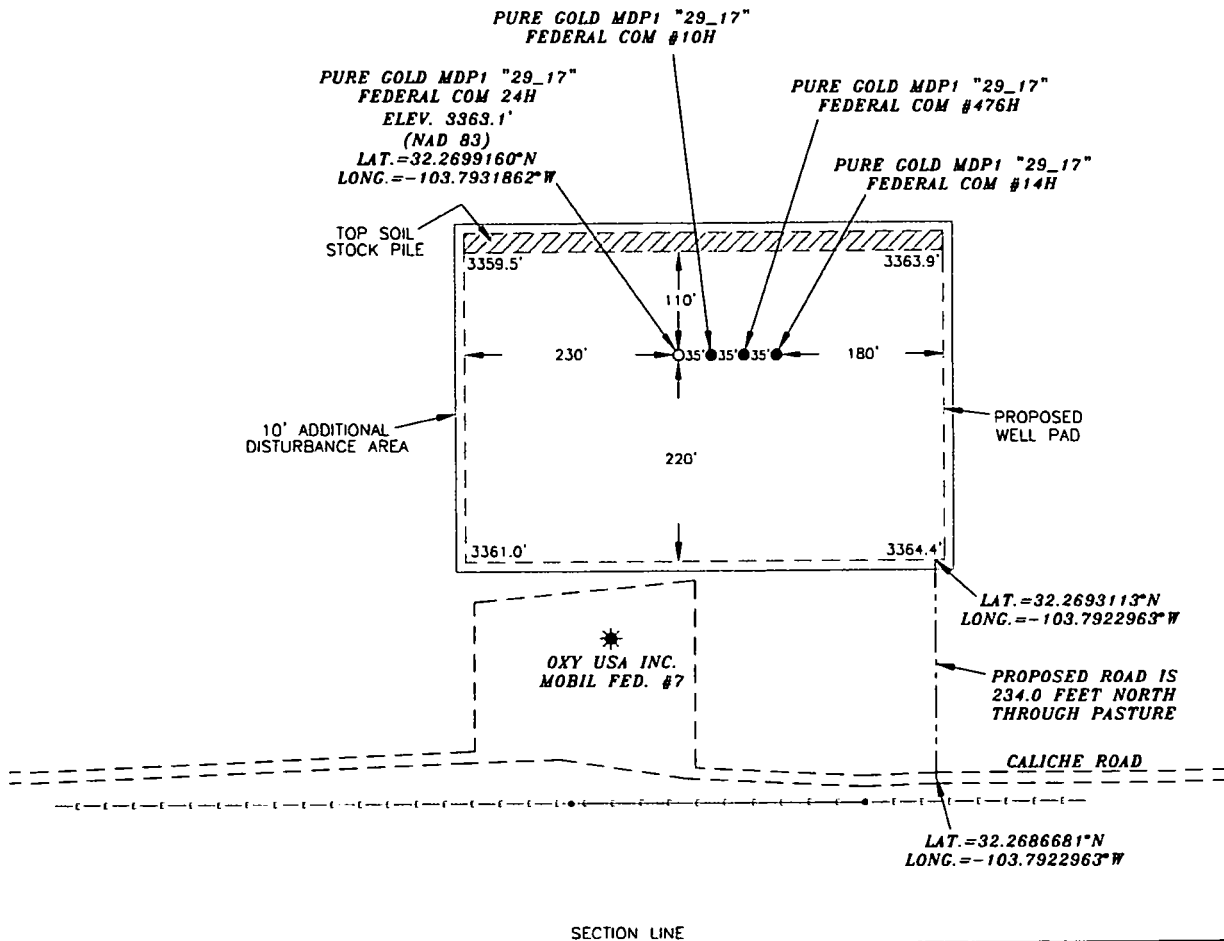 PURE GOLD MDP1 "29_17"
FEDERAL COM #10H
PURE GOLD MDP1 "29_17"
FEDERAL COM 24H
ELEV. 3363.1'
(NAD 83)
LAT.=32.2699160°N
LONG.=-103.7931862°W
PURE GOLD MDP1 "29_17"
FEDERAL COM #476H
PURE GOLD MDP1 "29_17"
FEDERAL COM #14H
TOP SOIL
STOCK PILE
3359.5'
3363.9'
110'
230'
35'
35'
35'
180'
10' ADDITIONAL
DISTURBANCE AREA
PROPOSED
WELL PAD
220'
3361.0'
3364.4'
LAT.=32.2693113°N
LONG.=-103.7922963°W
OXY USA INC.
MOBIL FED. #7
PROPOSED ROAD IS
234.0 FEET NORTH
THROUGH PASTURE
CALICHE ROAD
LAT.=32.2686681°N
LONG.=-103.7922963°W
SECTION LINE